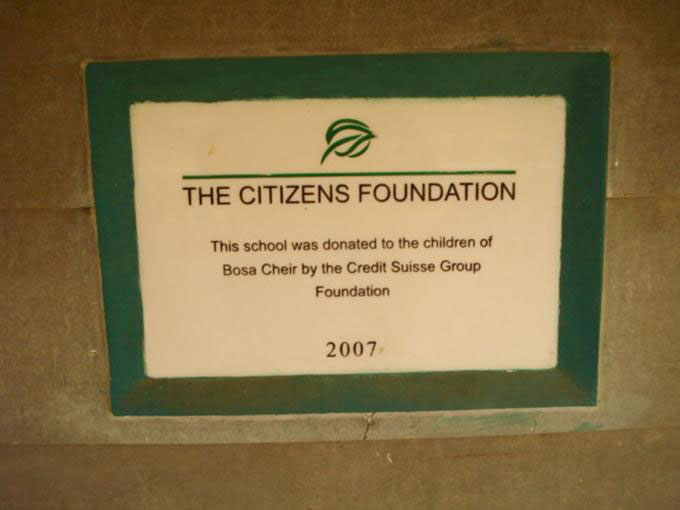 THE CITIZENS FOUNDATION
This school was donated to the children of
Bosa Cheir by the Credit Suisse Group
Foundation
2007